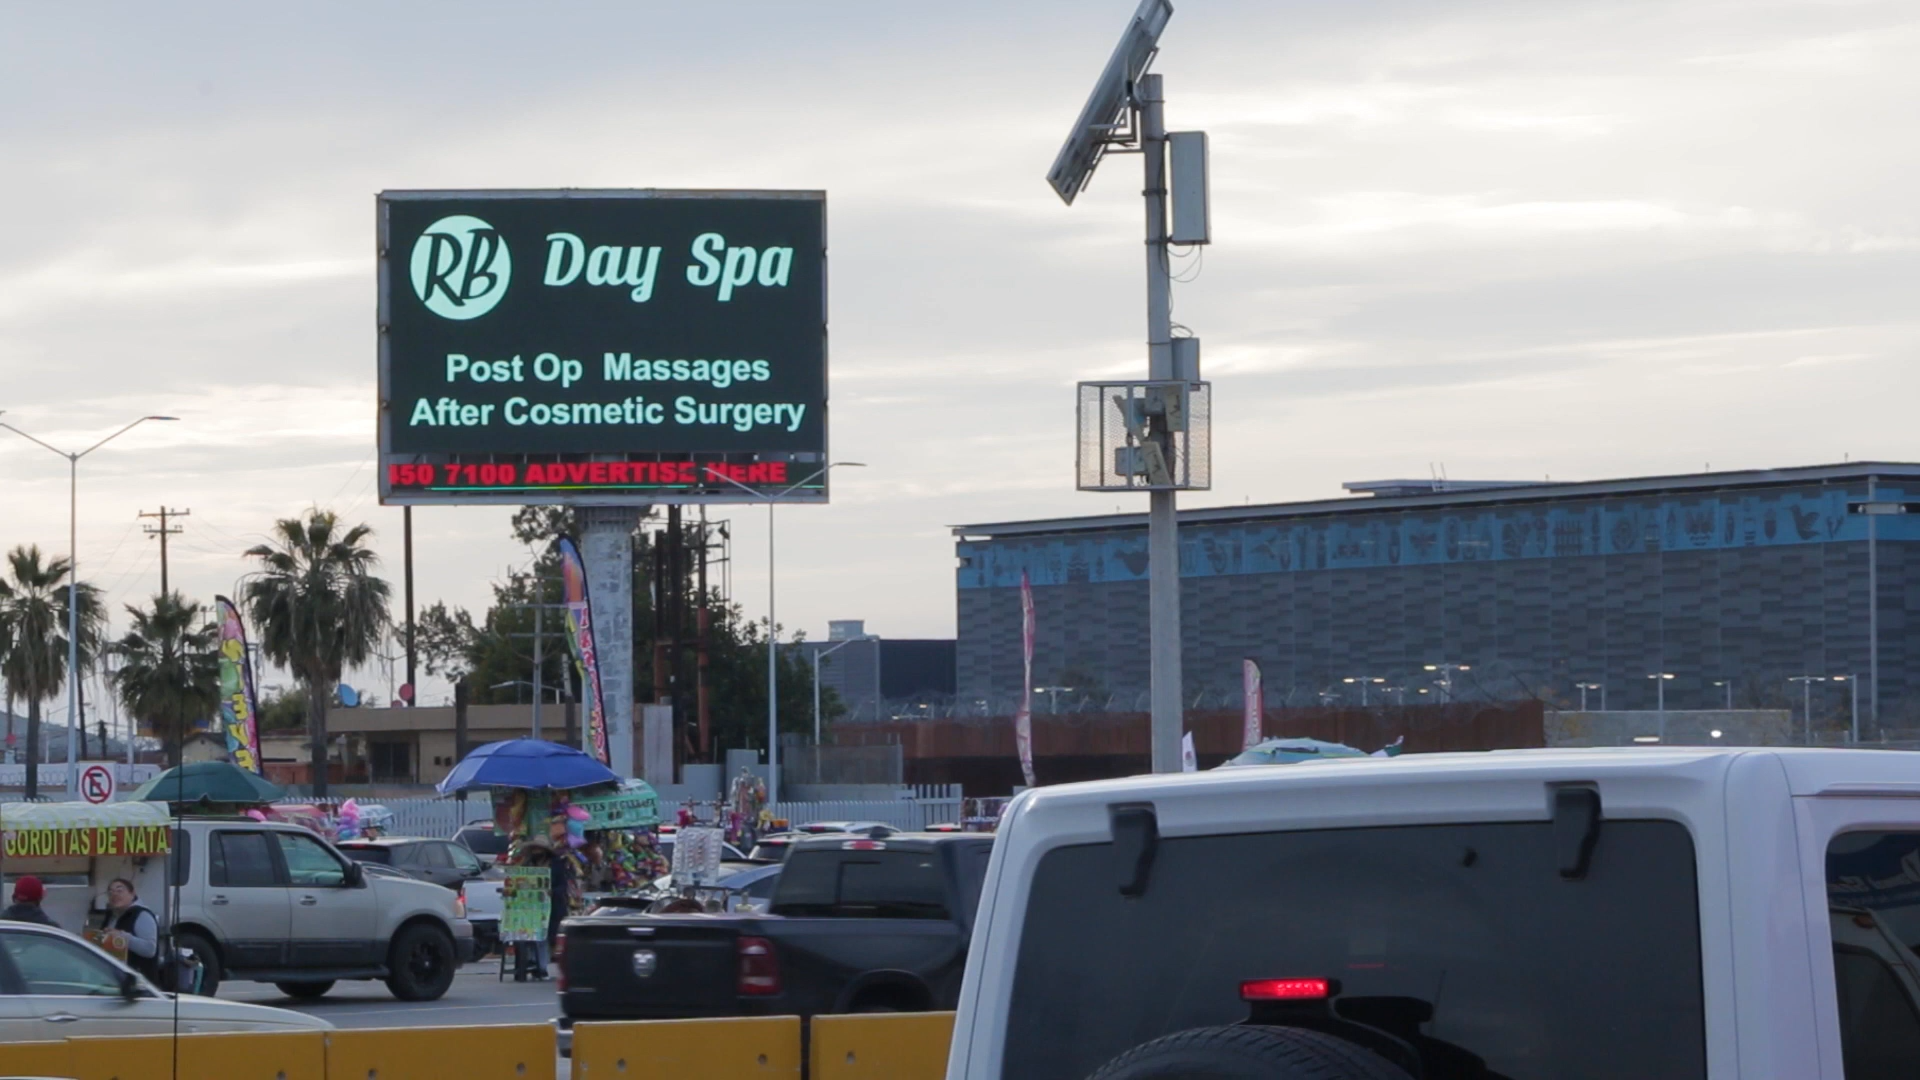 RB Day Spa
Post Op Massages
After Cosmetic Surgery
450 7100 ADVERTISE HERE
E
GORDITAS DE NATA